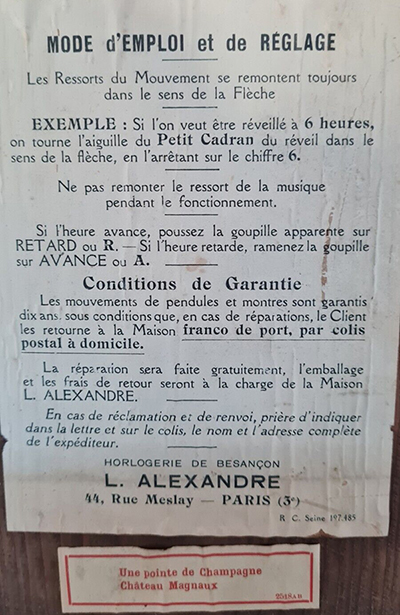 MODE d'EMPLOI et de RÉGLAGE
Les Ressorts du Mouvement se remontent toujours
dans le sens de la Flèche
EXEMPLE : Si l'on veut être réveillé à 6 heures,
on tourne l'aiguille du Petit Cadran du réveil dans le
sens de la flèche, en l'arrêtant sur le chiffre 6.
Ne pas remonter le ressort de la musique
pendant le fonctionnement.
Si l'heure avance, poussez la goupille apparente sur
RETARD ou R. — Si l'heure retarde, ramenez la goupille
sur AVANCE ou A.
Conditions de Garantie
Les mouvements de pendules et montres sont garantis
dix ans sous conditions que, en cas de réparations, le Client
les retourne à la Maison franco de port, par colis
postal à domicile.
La réparation sera faite gratuitement, l'emballage
et les frais de retour seront à la charge de la Maison
L. ALEXANDRE.
En cas de réclamation et de renvoi, prière d'indiquer
dans la lettre et sur le colis, le nom et l'adresse complète
de l'expéditeur.
HORLOGERIE DE BESANÇON
L. ALEXANDRE
44, Rue Meslay — PARIS (3e)
R. C. Seine 197.485
Une pointe de Champagne
Château Magnaux
2518AB